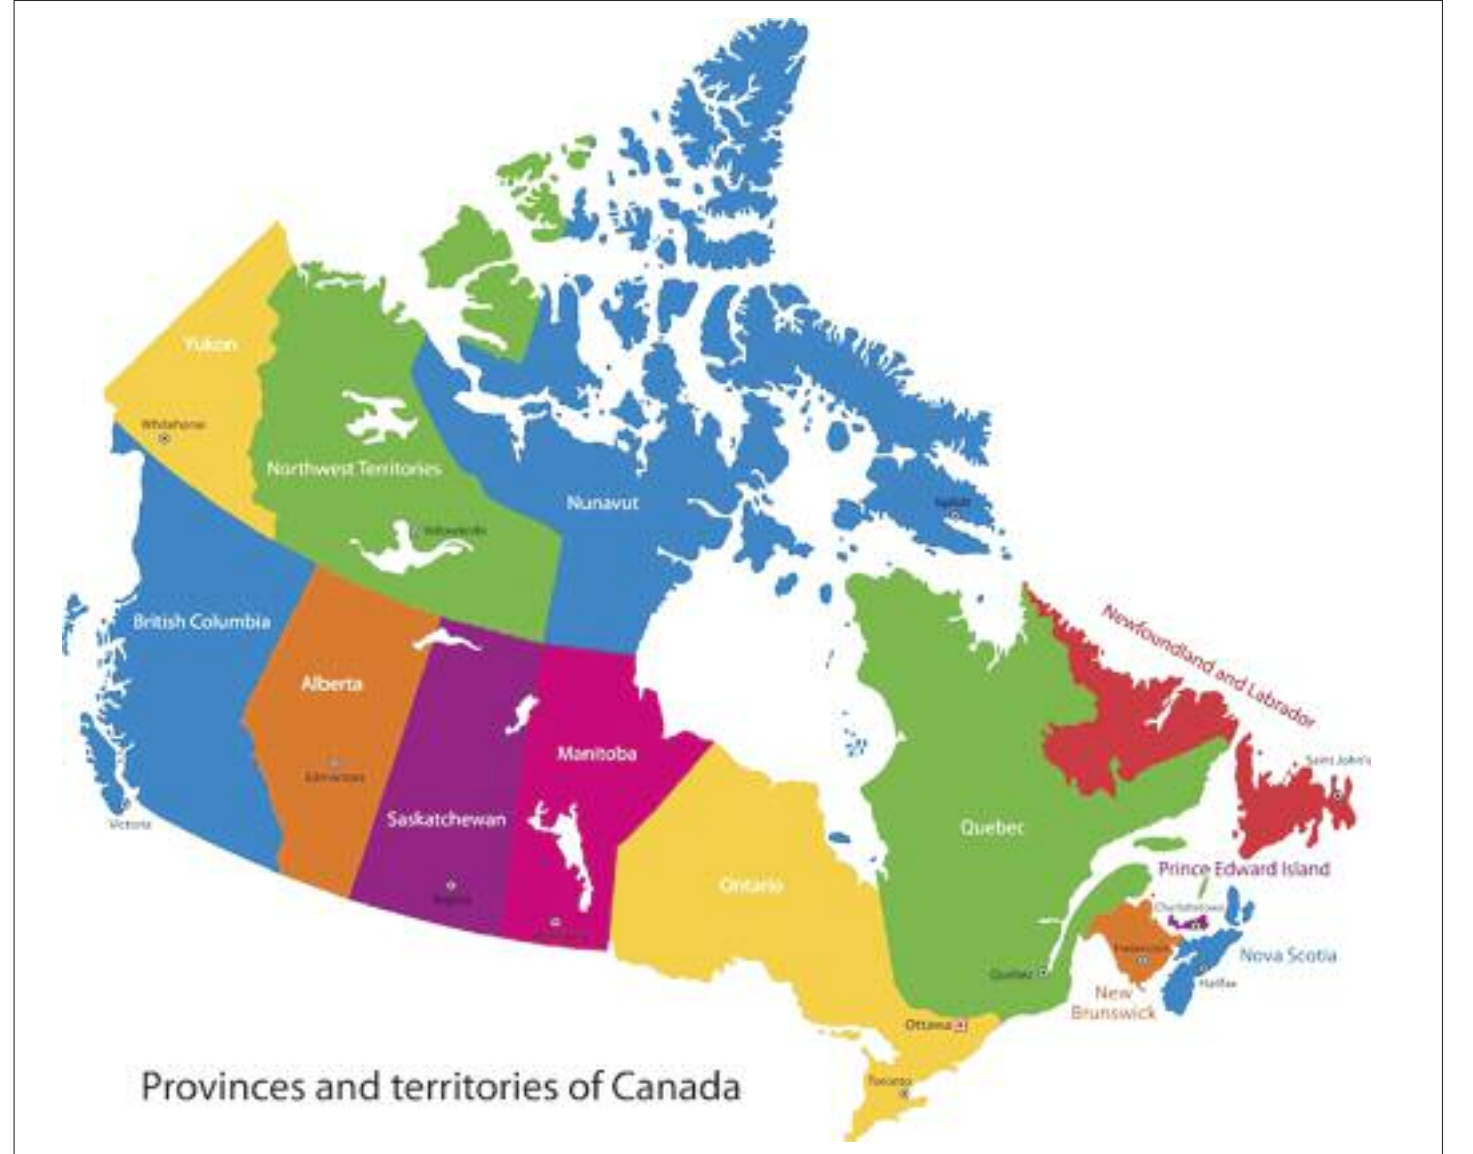 Yukon
Whitehorse
Northwest Territories
Nunavut
Yellowknife
British Columbia
Newfoundland and Labrador
Alberta
Manitoba
Saint John's
Edmonton
Victoria
Saskatchewan
Quebec
Prince Edward Island
Ontario
Regina
Charlottetown
Fredericton
Nova Scotia
Quebec
Halifax
New
Brunswick
Ottawa
Toronto
Provinces and territories of Canada